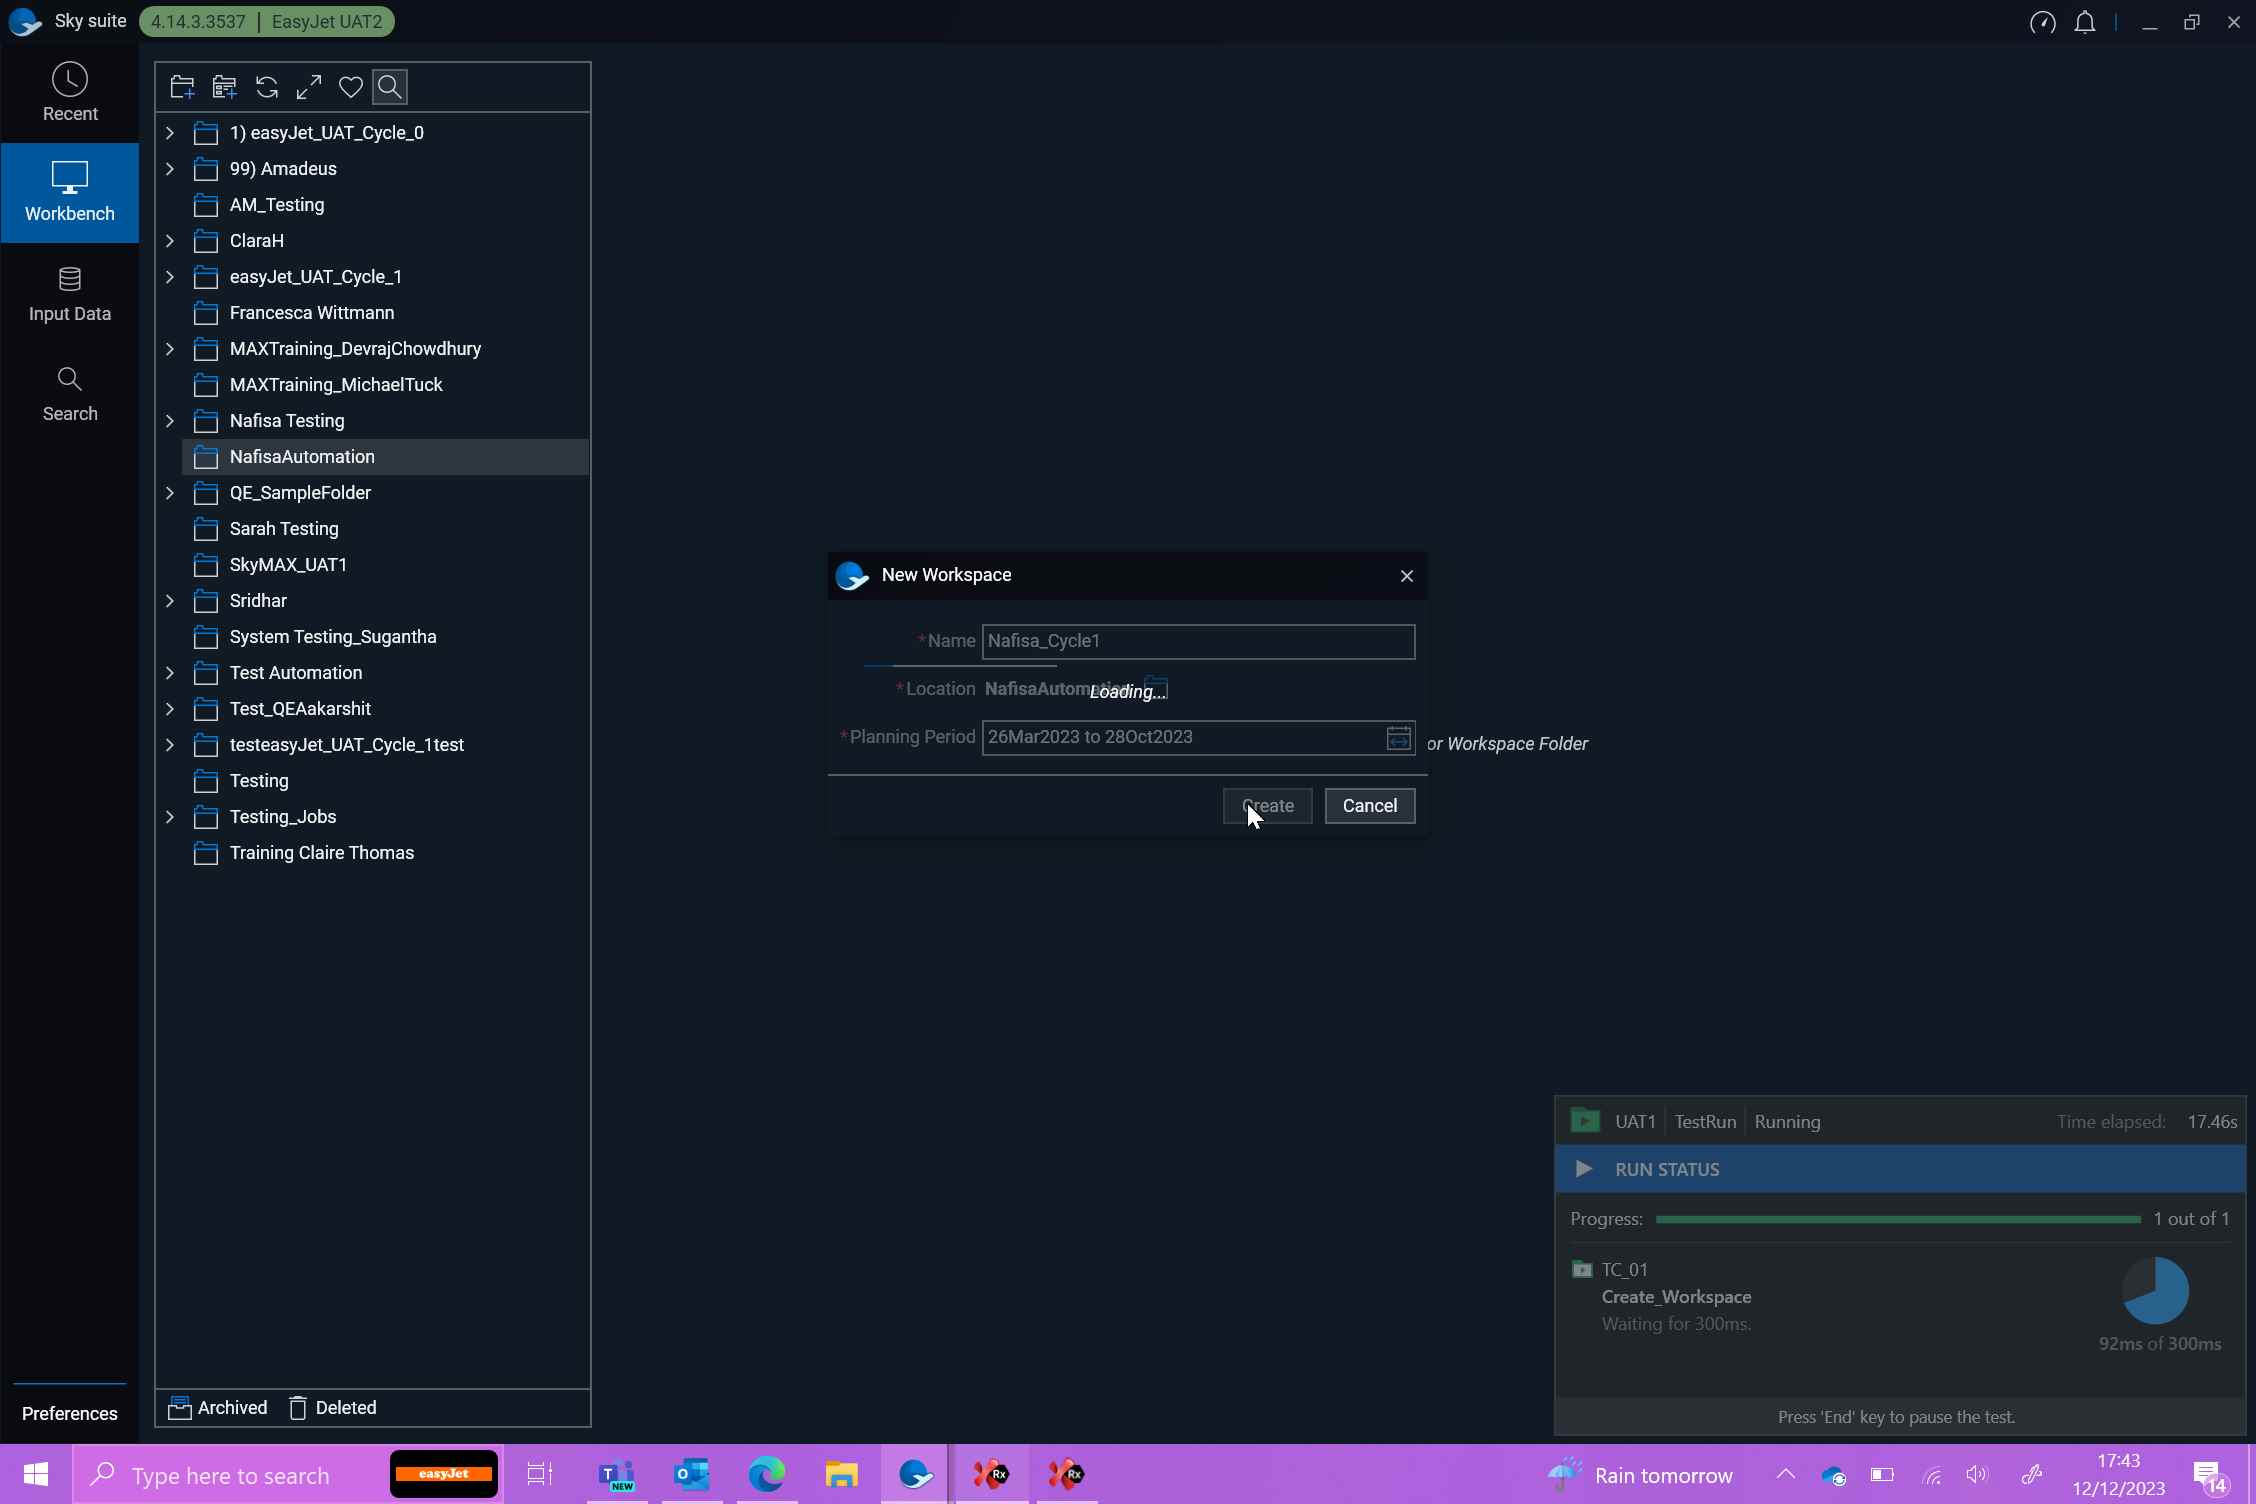 Sky suite 4.14.3.3537 | EasyJet UAT2
Recent
Workbench
Input Data
Search
Preferences
1) easyJet_UAT_Cycle_0
99) Amadeus
AM_Testing
ClaraH
easyJet_UAT_Cycle_1
Francesca Wittmann
MAXTraining_DevrajChowdhury
MAXTraining_MichaelTuck
Nafisa Testing
NafisaAutomation
QE_SampleFolder
Sarah Testing
SkyMAX_UAT1
Sridhar
System Testing_Sugantha
Test Automation
Test_QEAakarshit
testeasyJet_UAT_Cycle_1test
Testing
Testing_Jobs
Training Claire Thomas
Archived Deleted
New Workspace
*Name Nafisa_Cycle1
*Location NafisaAutomation
Loading...
*Planning Period 26Mar2023 to 28Oct2023
or Workspace Folder
Create Cancel
UAT1 TestRun Running Time elapsed: 17.46s
RUN STATUS
Progress: 1 out of 1
TC_01
Create_Workspace
Waiting for 300ms.
92ms of 300ms
Press 'End' key to pause the test.
Type here to search
easyJet
T NEW
O
Rx
Rx
Rain tomorrow
17:43
12/12/2023
14